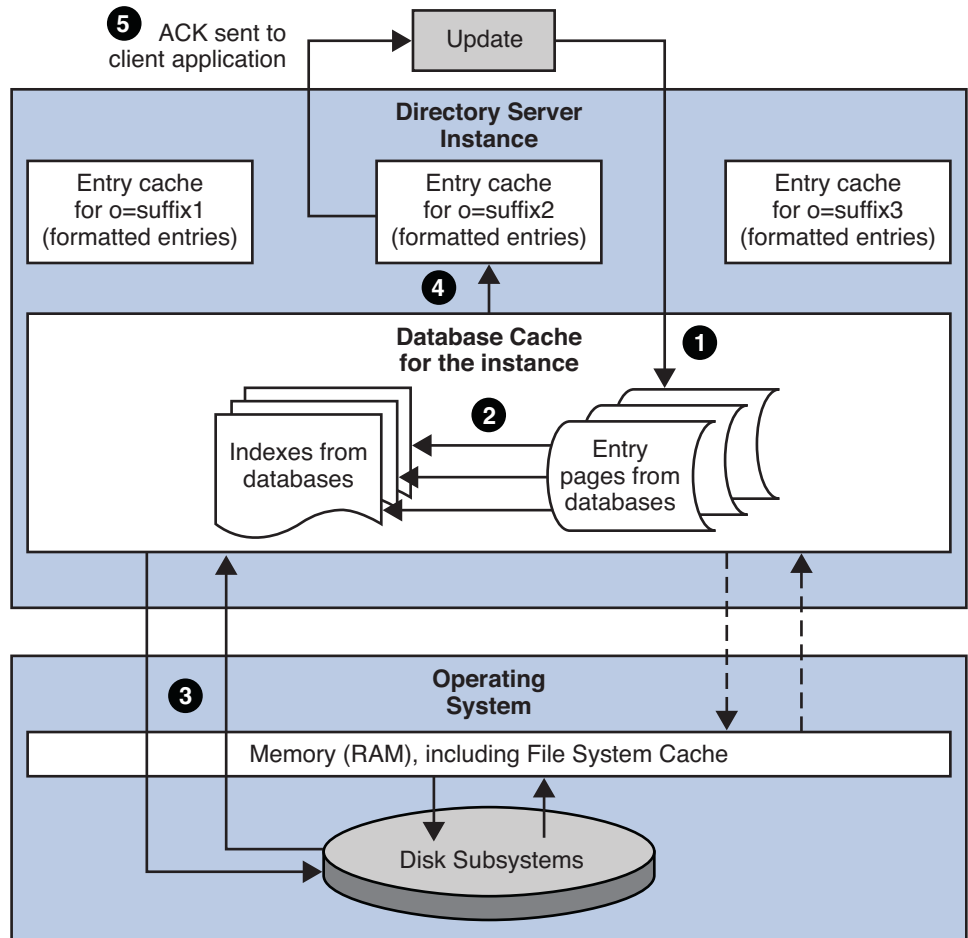 5 ACK sent to
client application
Update
Directory Server
Instance
Entry cache
for o=suffix1
(formatted entries)
Entry cache
for o=suffix2
(formatted entries)
Entry cache
for o=suffix3
(formatted entries)
4
Database Cache
for the instance
1
2
Indexes from
databases
Entry
pages from
databases
3
Operating
System
Memory (RAM), including File System Cache
Disk Subsystems